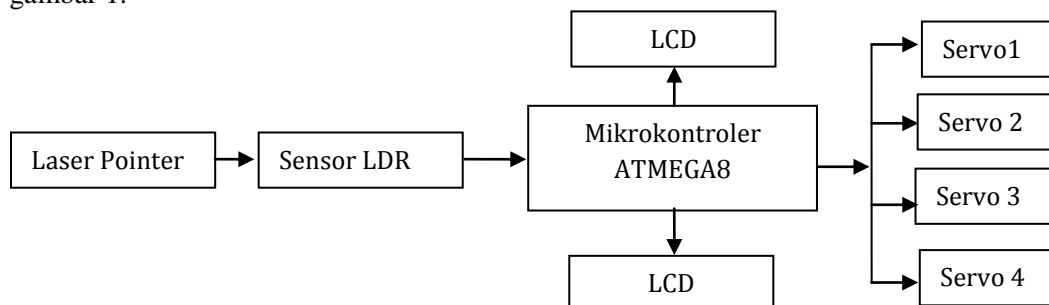 gambar 1.
LCD
Servo1
Servo 2
Mikrokontroler
ATMEGA8
Laser Pointer
Sensor LDR
Servo 3
Servo 4
LCD